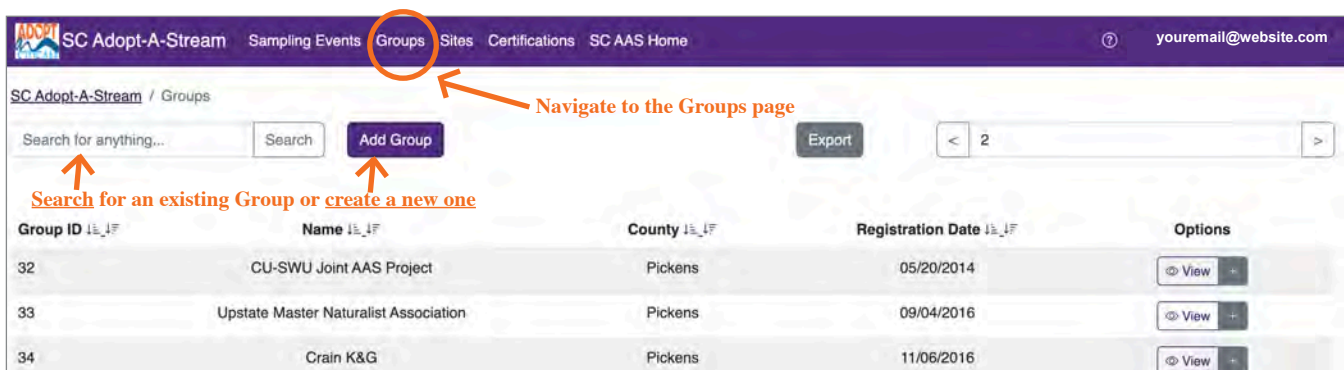 ADOPT
SC Adopt-A-Stream Sampling Events Groups Sites Certifications SC AAS Home ? youremail@website.com
SC Adopt-A-Stream / Groups
Navigate to the Groups page
Search for anything... Search Add Group Export < 2 >
Search for an existing Group or create a new one
Group ID Name County Registration Date Options
32 CU-SWU Joint AAS Project Pickens 05/20/2014 View +
33 Upstate Master Naturalist Association Pickens 09/04/2016 View +
34 Crain K&G Pickens 11/06/2016 View +